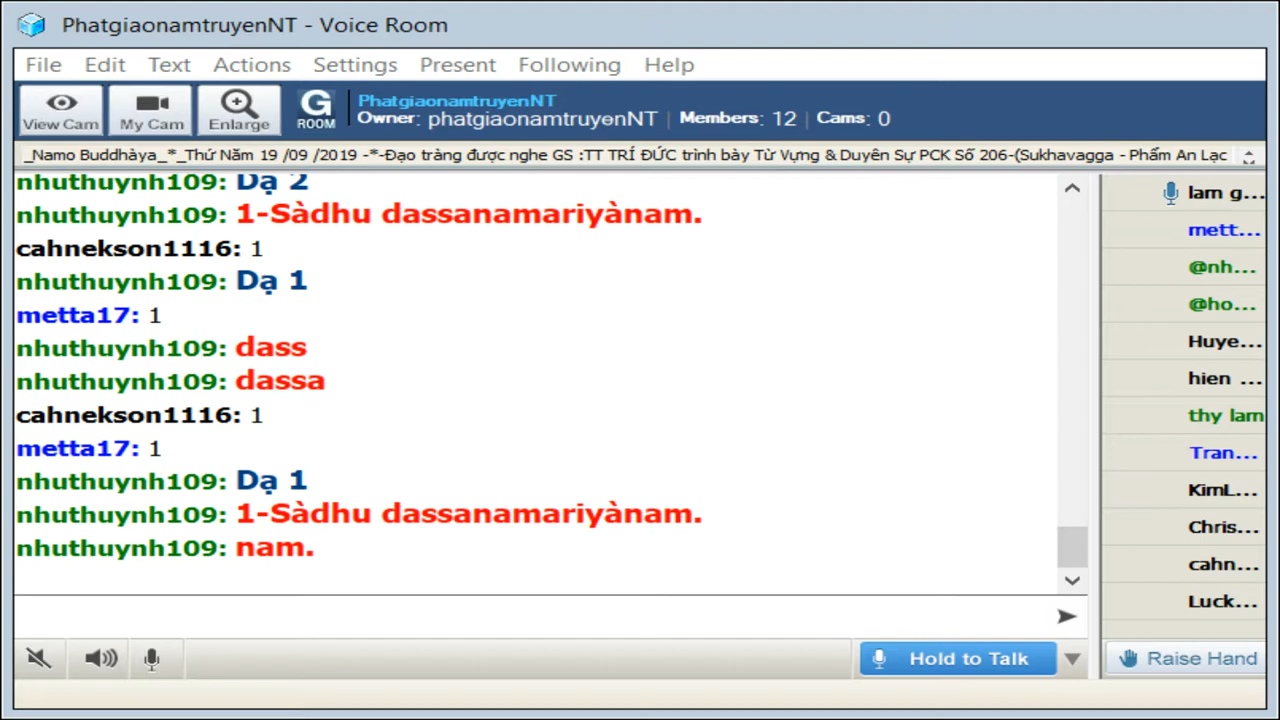 PhatgiaonamtruyenNT - Voice Room
File Edit Text Actions Settings Present Following Help
View Cam My Cam Enlarge G ROOM
PhatgiaonamtruyenNT
Owner: phatgiaonamtruyenNT | Members: 12 | Cams: 0
_Namo Buddhàya_*_Thứ Năm 19 /09 /2019 -*-Đạo tràng được nghe GS :TT TRÍ ĐỨC trình bày Từ Vựng & Duyên Sự PCK Số 206-(Sukhavagga - Phẩm An Lạc
nhuthuynh109: Dạ 2
nhuthuynh109: 1-Sàdhu dassanamariyànam.
cahnekson1116: 1
nhuthuynh109: Dạ 1
metta17: 1
nhuthuynh109: dass
nhuthuynh109: dassa
cahnekson1116: 1
metta17: 1
nhuthuynh109: Dạ 1
nhuthuynh109: 1-Sàdhu dassanamariyànam.
nhuthuynh109: nam.
lam g...
mett...
@nh...
@ho...
Huye...
hien ...
thy lam
Tran...
KimL...
Chris...
cahn...
Luck...
Hold to Talk
Raise Hand